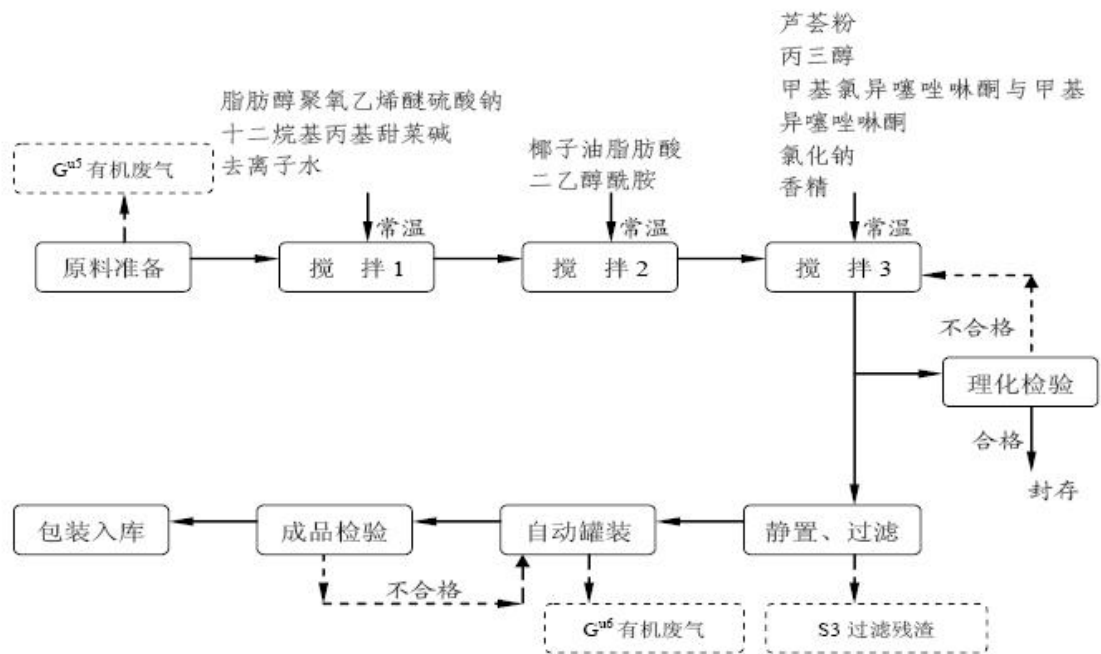 芦荟粉
丙三醇
甲基氯异噻唑啉酮与甲基
异噻唑啉酮
氯化钠
香精
脂肪醇聚氧乙烯醚硫酸钠
十二烷基丙基甜菜碱
去离子水
椰子油脂肪酸
二乙醇酰胺
Gu5 有机废气
常温
常温
常温
原料准备
搅 拌 1
搅 拌 2
搅 拌 3
不合格
理化检验
合格
封存
包装入库
成品检验
自动罐装
静置、过滤
不合格
Gu6 有机废气
S3 过滤残渣